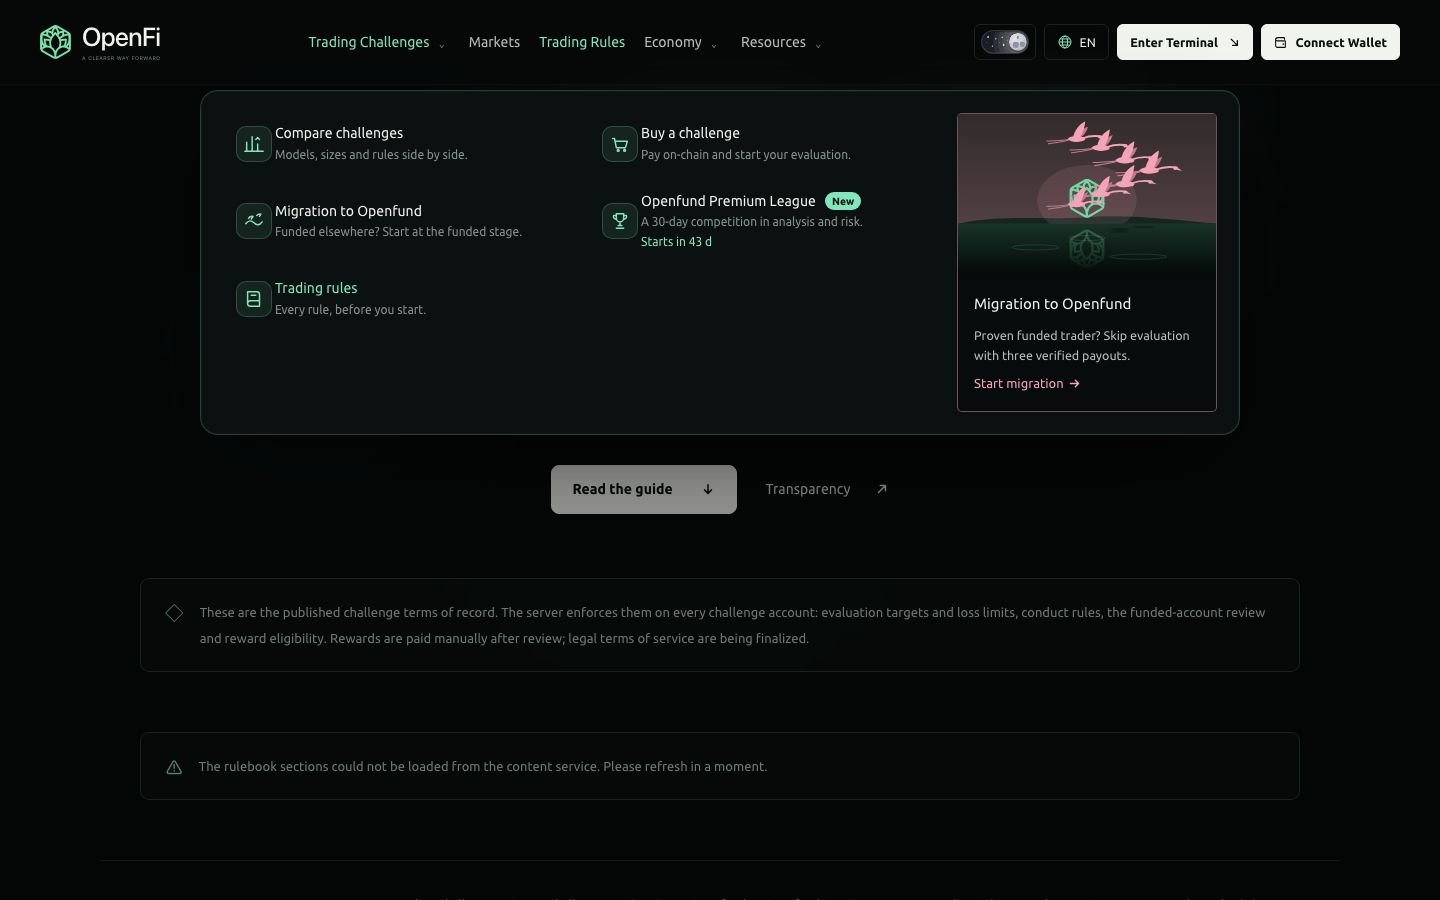 OpenFi
A CLEARER WAY FORWARD
Trading Challenges
Markets
Trading Rules
Economy
Resources
EN
Enter Terminal
Connect Wallet
Compare challenges
Models, sizes and rules side by side.
Buy a challenge
Pay on-chain and start your evaluation.
Migration to Openfund
Funded elsewhere? Start at the funded stage.
Openfund Premium League New
A 30-day competition in analysis and risk.
Starts in 43 d
Trading rules
Every rule, before you start.
Migration to Openfund
Proven funded trader? Skip evaluation
with three verified payouts.
Start migration →
Read the guide ↓
Transparency ↗
These are the published challenge terms of record. The server enforces them on every challenge account: evaluation targets and loss limits, conduct rules, the funded-account review
and reward eligibility. Rewards are paid manually after review; legal terms of service are being finalized.
The rulebook sections could not be loaded from the content service. Please refresh in a moment.